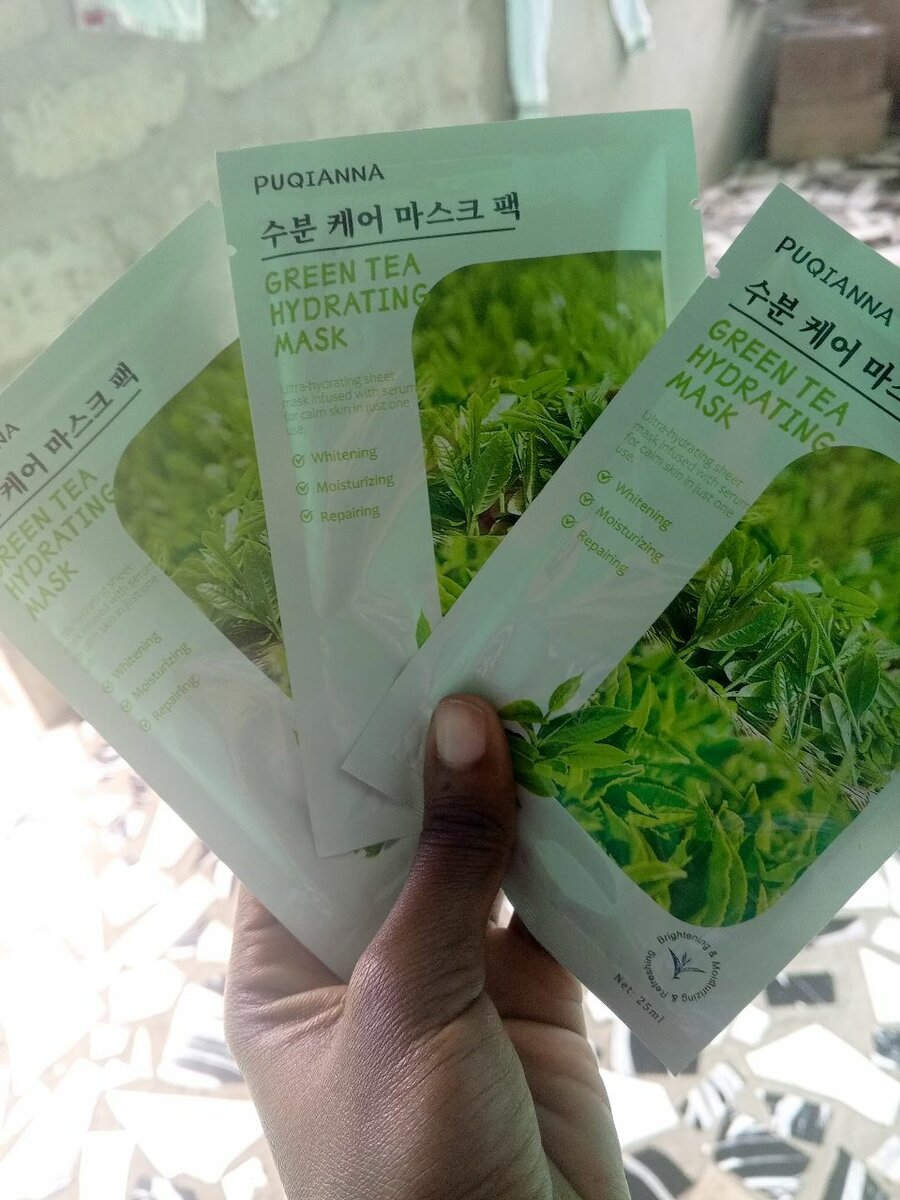 PUQIANNA
수분 케어 마스크 팩
GREEN TEA
HYDRATING
MASK
Ultra-hydrating sheet
mask infused with serum
for calm skin in just one
use.
Whitening
Moisturizing
Repairing
PUQIANNA
수분 케어 마스
GREEN TEA
HYDRATING
MASK
Ultra-hydrating sheet
mask infused with serum
for calm skin in just one
use.
Whitening
Moisturizing
Repairing
Brightening & Moisturizing & Refreshing
Net: 25ml
NNA
케어 마스크 팩
GREEN TEA
HYDRATING
MASK
sheet
Whitening
Moisturizing
Repairing